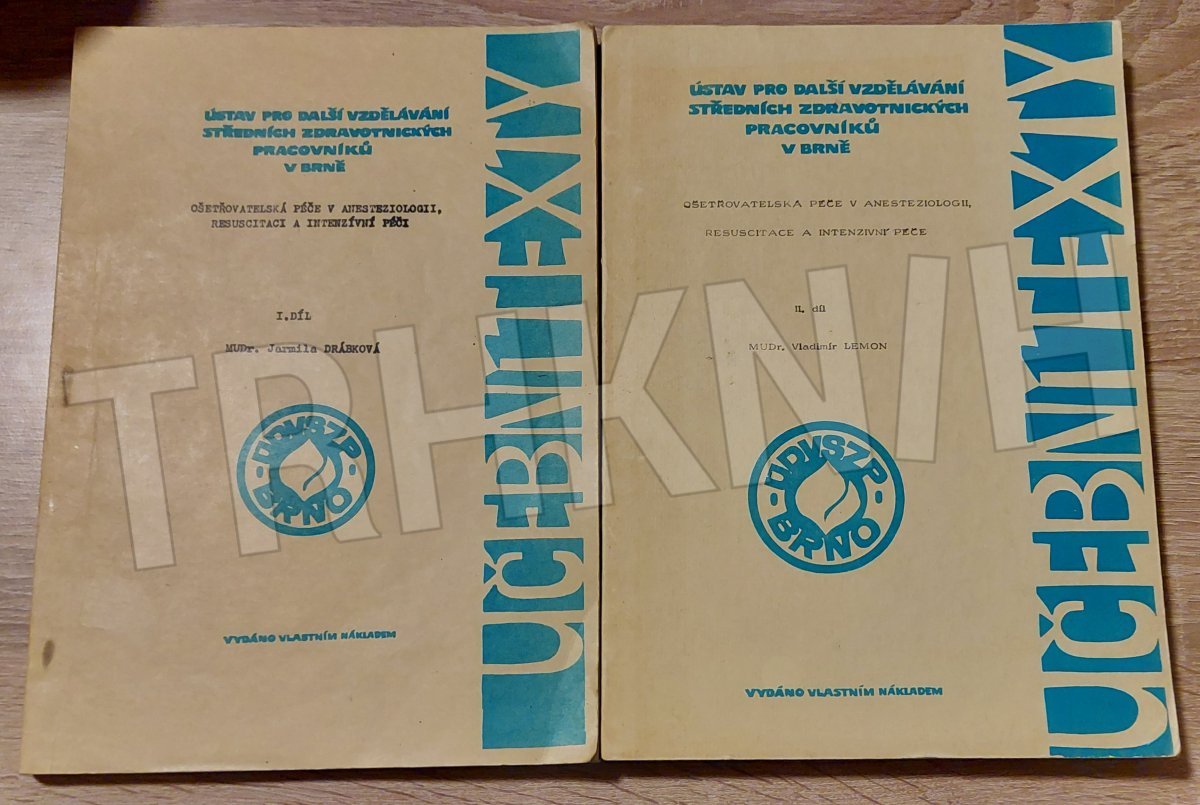 ÚSTAV PRO DALŠÍ VZDĚLÁVÁNÍ
STŘEDNÍCH ZDRAVOTNICKÝCH
PRACOVNÍKŮ
V BRNĚ
OŠETŘOVATELSKÁ PÉČE V ANESTEZIOLOGII,
RESUSCITACI A INTENZÍVNÍ PÉČI
I.DÍL
MUDr. Jarmila DRÁBKOVÁ
ÚDVSZP
BRNO
VYDÁNO VLASTNÍM NÁKLADEM
UČEBNÍ TEXTY
ÚSTAV PRO DALŠÍ VZDĚLÁVÁNÍ
STŘEDNÍCH ZDRAVOTNICKÝCH
PRACOVNÍKŮ
V BRNĚ
OŠETŘOVATELSKÁ PÉČE V ANESTEZIOLOGII,
RESUSCITACE A INTENZIVNÍ PÉČE
II. díl
MUDr. Vladimír LEMON
ÚDVSZP
BRNO
VYDÁNO VLASTNÍM NÁKLADEM
UČEBNÍ TEXTY
TRHKNIH